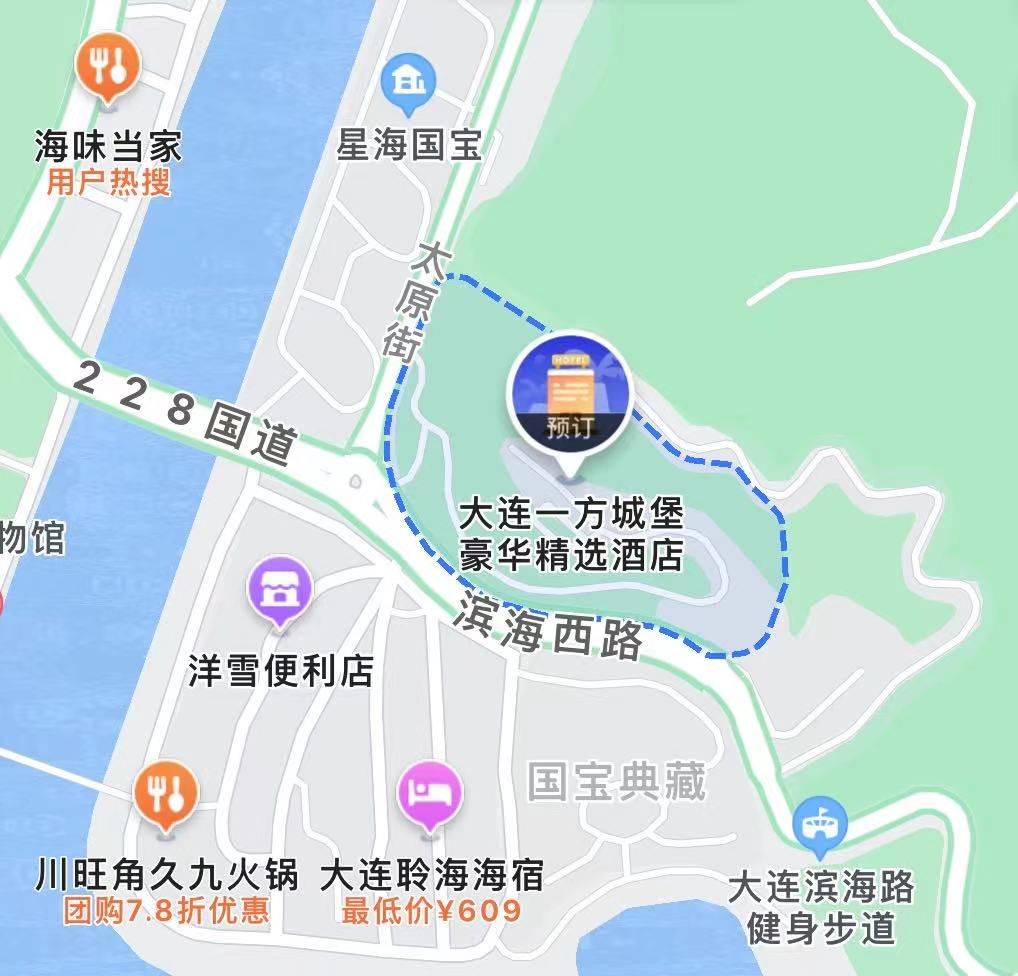 海味当家
用户热搜
星海国宝
太原街
HOTEL
预订
228国道
大连一方城堡
豪华精选酒店
物馆
滨海西路
洋雪便利店
国宝典藏
川旺角久九火锅
团购7.8折优惠
大连聆海海宿
最低价¥609
大连滨海路
健身步道